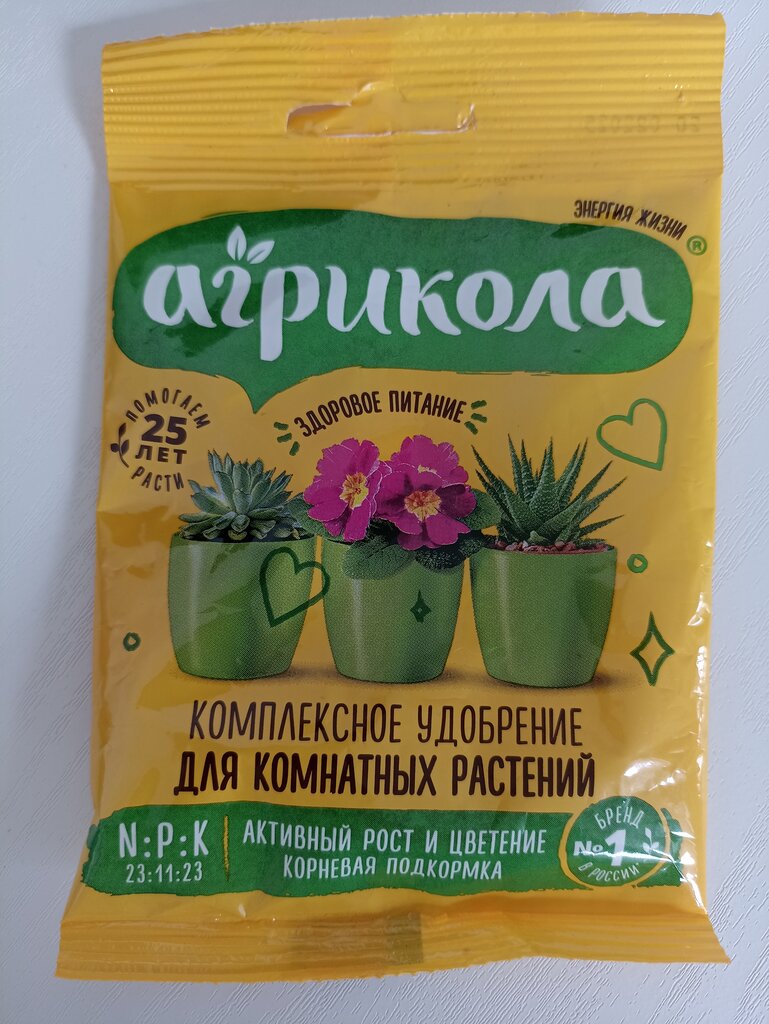 ЭНЕРГИЯ ЖИЗНИ
®
агрикола
ПОМОГАЕМ
25
ЛЕТ
РАСТИ
ЗДОРОВОЕ ПИТАНИЕ
КОМПЛЕКСНОЕ УДОБРЕНИЕ
ДЛЯ КОМНАТНЫХ РАСТЕНИЙ
N:P:K
23:11:23
АКТИВНЫЙ РОСТ И ЦВЕТЕНИЕ
КОРНЕВАЯ ПОДКОРМКА
БРЕНД
№1
В РОССИИ